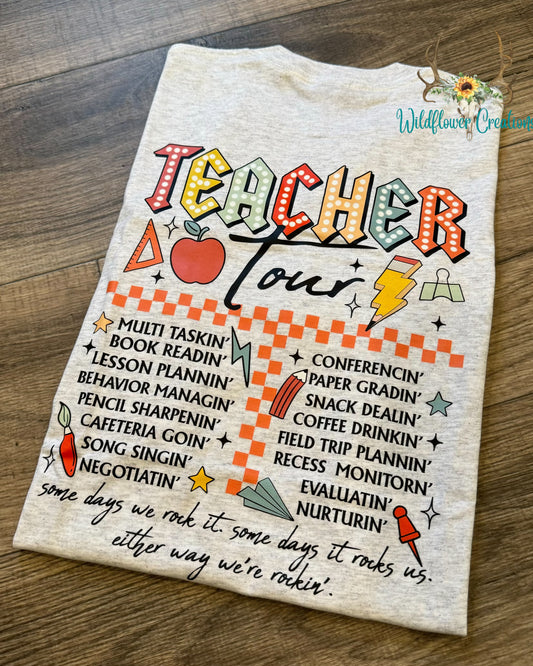 Wildflower Creation
TEACHER
Tour
MULTI TASKIN'
BOOK READIN'
LESSON PLANNIN'
BEHAVIOR MANAGIN'
PENCIL SHARPENIN'
CAFETERIA GOIN'
SONG SINGIN'
NEGOTIATIN'
CONFERENCIN'
PAPER GRADIN'
SNACK DEALIN'
COFFEE DRINKIN'
FIELD TRIP PLANNIN'
RECESS MONITORN'
EVALUATIN'
NURTURIN'
some days we rock it. some days it rocks us.
either way we're rockin'.